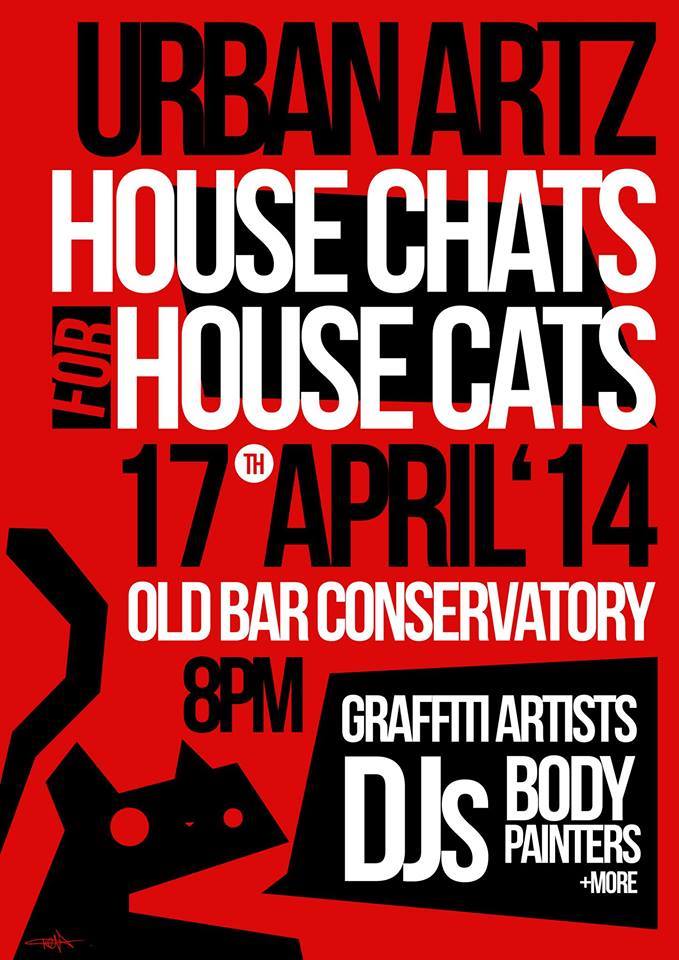 URBAN ARTZ
HOUSE CHATS
FOR HOUSE CATS
17TH APRIL '14
OLD BAR CONSERVATORY
8PM
GRAFFITI ARTISTS
DJs
BODY
PAINTERS
+MORE